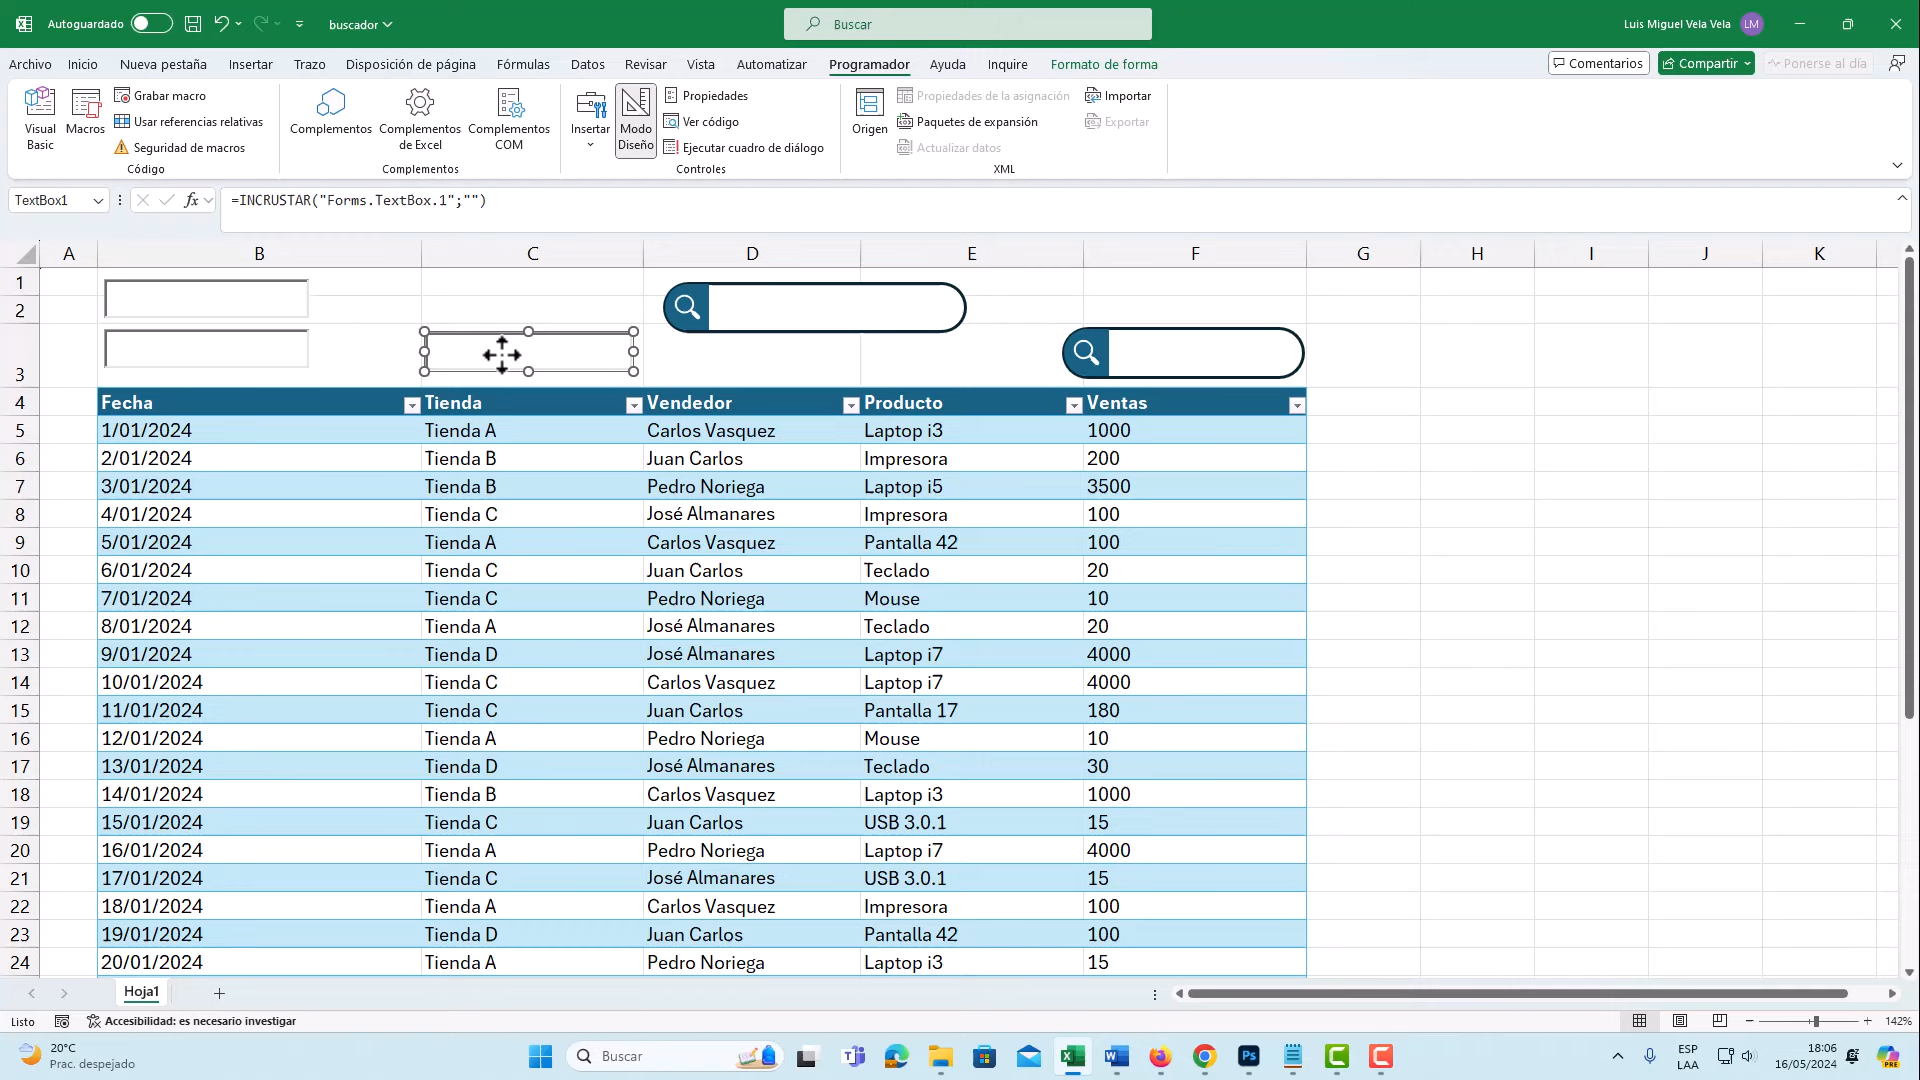 Autoguardado
buscador
Buscar
Luis Miguel Vela Vela LM
Archivo Inicio Nueva pestaña Insertar Trazo Disposición de página Fórmulas Datos Revisar Vista Automatizar Programador Ayuda Inquire Formato de forma
Comentarios Compartir Ponerse al día
Visual Basic
Macros
Grabar macro
Usar referencias relativas
Seguridad de macros
Código
Complementos
Complementos de Excel
Complementos COM
Complementos
Insertar
Modo Diseño
Propiedades
Ver código
Ejecutar cuadro de diálogo
Controles
Origen
Propiedades de la asignación
Paquetes de expansión
Actualizar datos
Importar
Exportar
XML
TextBox1 fx =INCRUSTAR("Forms.TextBox.1";"")
A B C D E F G H I J K
1
2
3
4 Fecha Tienda Vendedor Producto Ventas
5 1/01/2024 Tienda A Carlos Vasquez Laptop i3 1000
6 2/01/2024 Tienda B Juan Carlos Impresora 200
7 3/01/2024 Tienda B Pedro Noriega Laptop i5 3500
8 4/01/2024 Tienda C José Almanares Impresora 100
9 5/01/2024 Tienda A Carlos Vasquez Pantalla 42 100
10 6/01/2024 Tienda C Juan Carlos Teclado 20
11 7/01/2024 Tienda C Pedro Noriega Mouse 10
12 8/01/2024 Tienda A José Almanares Teclado 20
13 9/01/2024 Tienda D José Almanares Laptop i7 4000
14 10/01/2024 Tienda C Carlos Vasquez Laptop i7 4000
15 11/01/2024 Tienda C Juan Carlos Pantalla 17 180
16 12/01/2024 Tienda A Pedro Noriega Mouse 10
17 13/01/2024 Tienda D José Almanares Teclado 30
18 14/01/2024 Tienda B Carlos Vasquez Laptop i3 1000
19 15/01/2024 Tienda C Juan Carlos USB 3.0.1 15
20 16/01/2024 Tienda A Pedro Noriega Laptop i7 4000
21 17/01/2024 Tienda C José Almanares USB 3.0.1 15
22 18/01/2024 Tienda A Carlos Vasquez Impresora 100
23 19/01/2024 Tienda D Juan Carlos Pantalla 42 100
24 20/01/2024 Tienda A Pedro Noriega Laptop i3 15
Hoja1
Listo Accesibilidad: es necesario investigar 142%
20°C
Prac. despejado
Buscar
ESP
LAA
18:06
16/05/2024
PRE